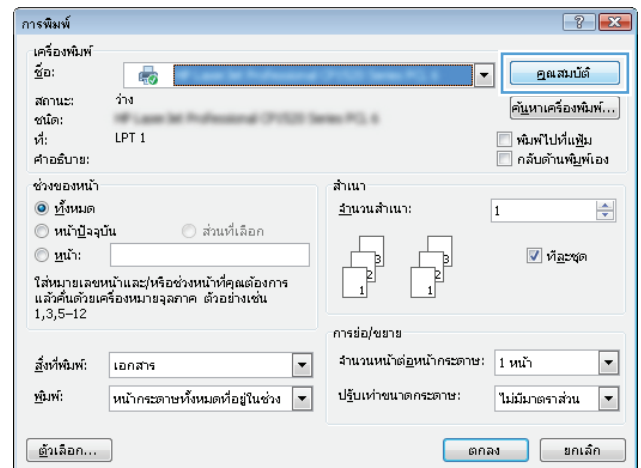 การพิมพ์
เครื่องพิมพ์
ชื่อ:
คุณสมบัติ
สถานะ: ว่าง
ค้นหาเครื่องพิมพ์...
ชนิด:
ที่: LPT 1
พิมพ์ไปที่แฟ้ม
คำอธิบาย:
กลับด้านพิมพ์เอง
ช่วงของหน้า
ทั้งหมด
หน้าปัจจุบัน ส่วนที่เลือก
หน้า:
ใส่หมายเลขหน้าและ/หรือช่วงหน้าที่คุณต้องการ
แล้วคั่นด้วยเครื่องหมายจุลภาค ตัวอย่างเช่น
1,3,5–12
สำเนา
จำนวนสำเนา: 1
3 3
2 2
1 1
ทีละชุด
สิ่งที่พิมพ์: เอกสาร
พิมพ์: หน้ากระดาษทั้งหมดที่อยู่ในช่วง
การย่อ/ขยาย
จำนวนหน้าต่อหน้ากระดาษ: 1 หน้า
ปรับเท่าขนาดกระดาษ: ไม่มีมาตราส่วน
ตัวเลือก...
ตกลง
ยกเลิก